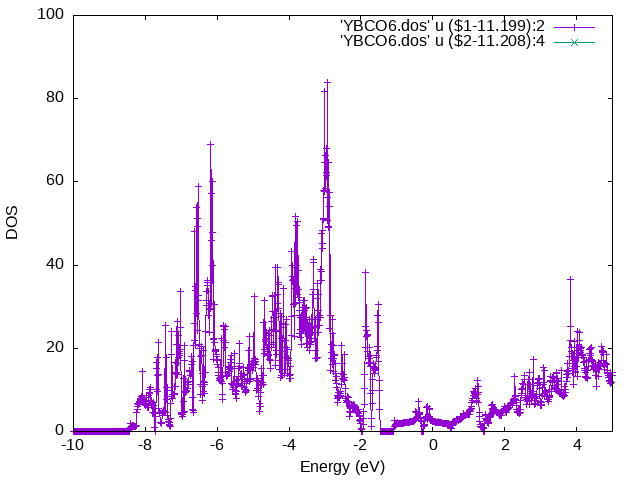 'YBCO6.dos' u ($1-11.199):2
'YBCO6.dos' u ($2-11.208):4
100
80
60
40
20
0
-10 -8 -6 -4 -2 0 2 4
DOS
Energy (eV)